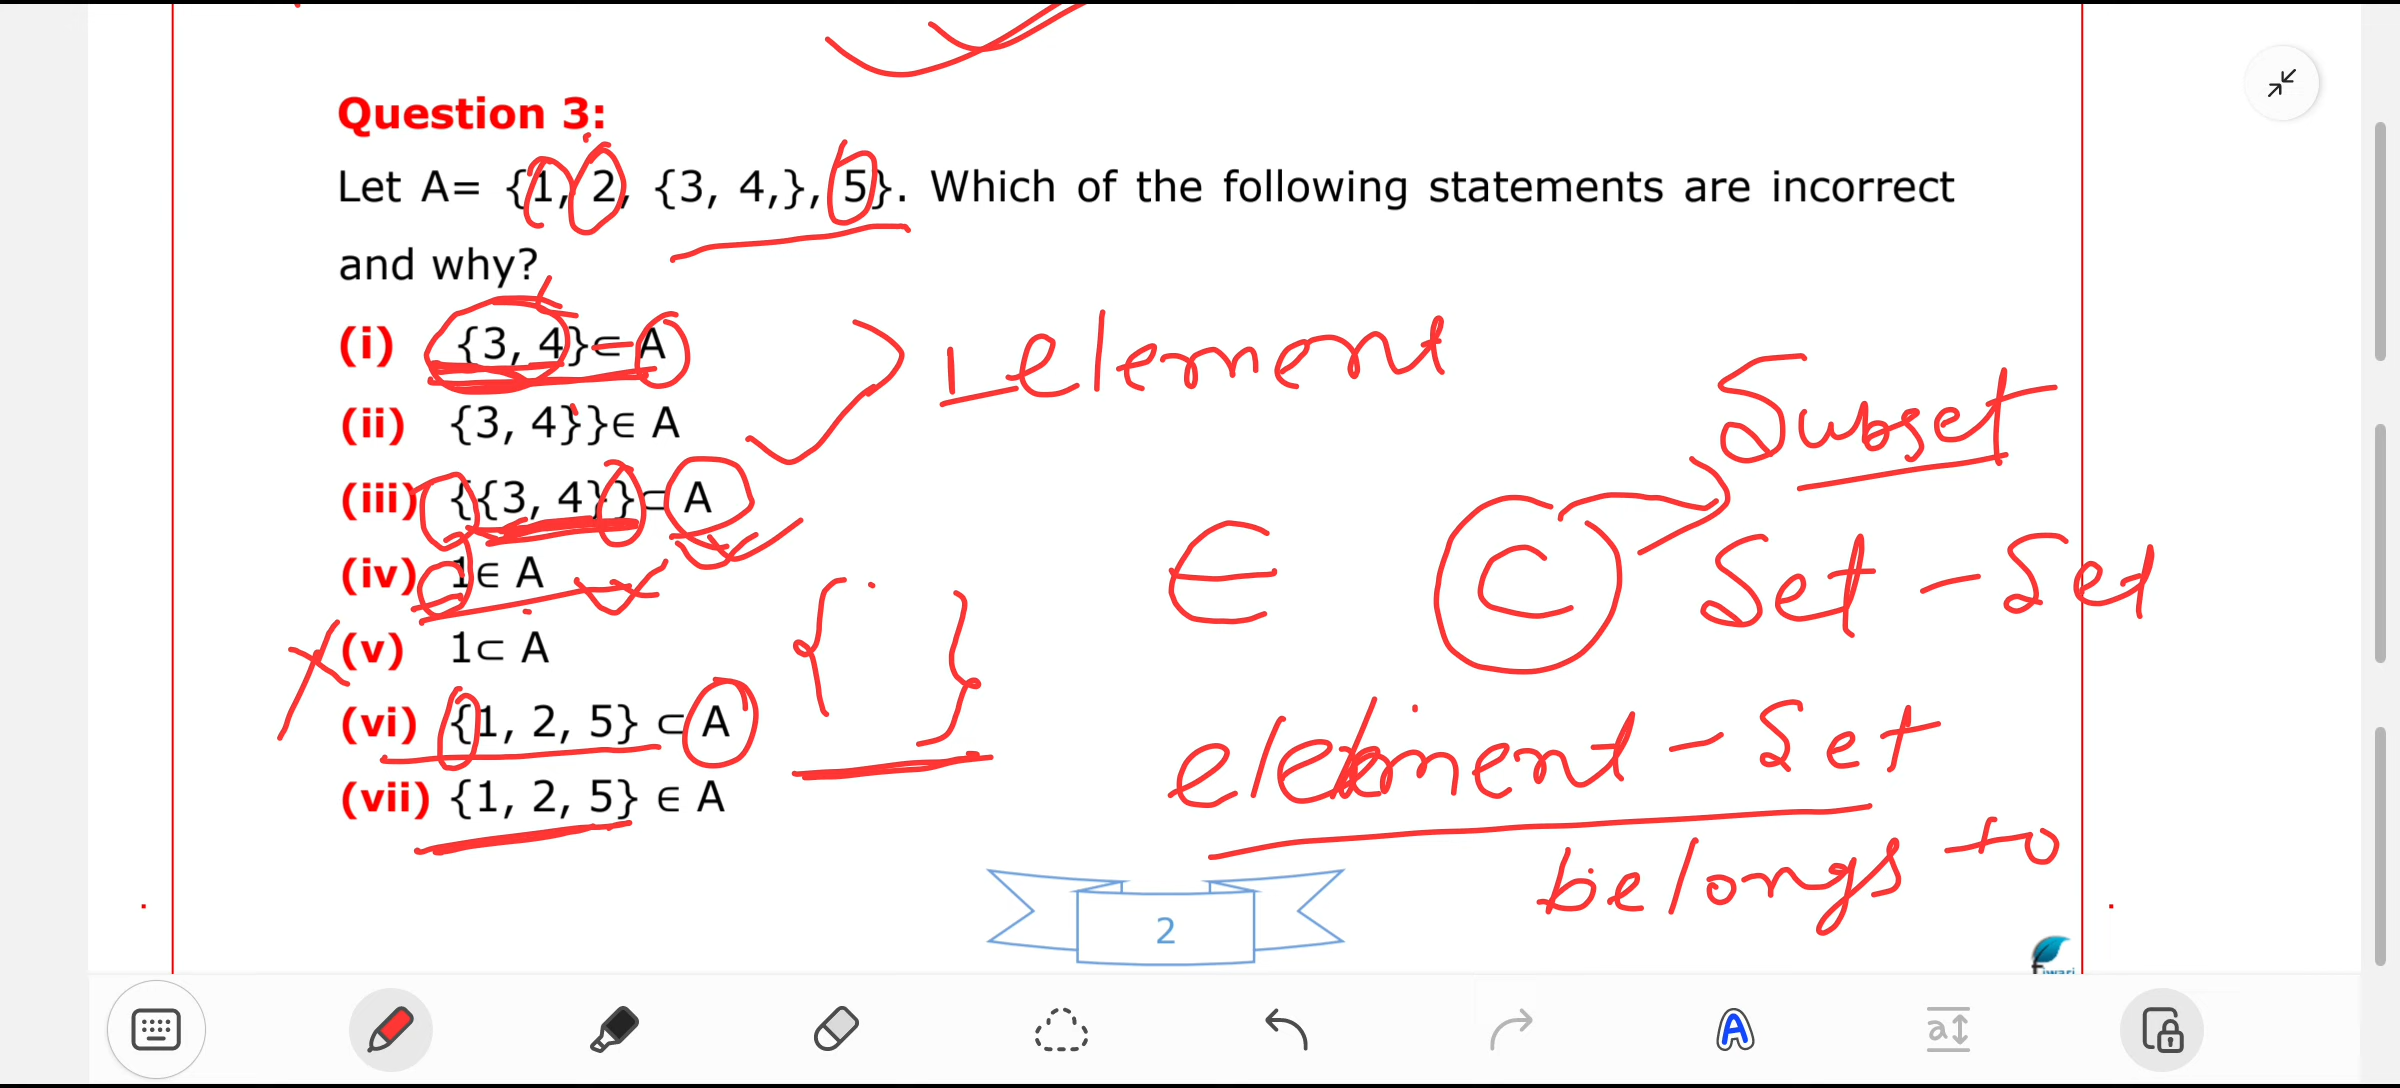 Question 3:
Let A= {1, 2, {3, 4,}, 5}. Which of the following statements are incorrect
and why?
(i) {3, 4}⊂ A
(ii) {3, 4}}∈ A
(iii) {{3, 4}}⊂ A
(iv) 1∈ A
(v) 1⊂ A
(vi) {1, 2, 5} ⊂ A
(vii) {1, 2, 5} ∈ A
1 element
Subset
∈ ⊂ Set - Set
{ }
element - Set
belongs to
2